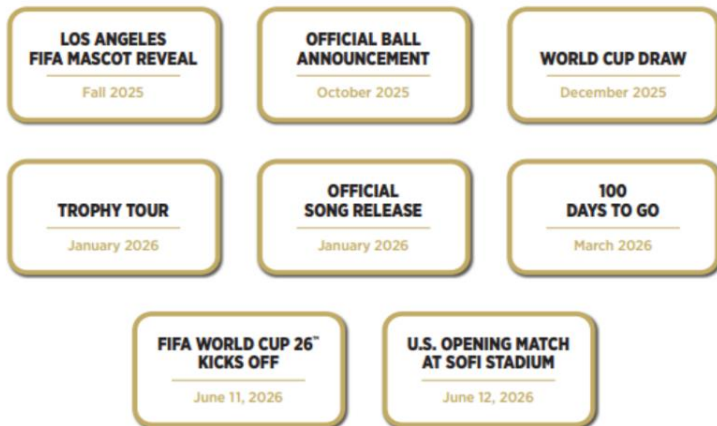 LOS ANGELES
FIFA MASCOT REVEAL
Fall 2025
OFFICIAL BALL
ANNOUNCEMENT
October 2025
WORLD CUP DRAW
December 2025
TROPHY TOUR
January 2026
OFFICIAL
SONG RELEASE
January 2026
100
DAYS TO GO
March 2026
FIFA WORLD CUP 26™
KICKS OFF
June 11, 2026
U.S. OPENING MATCH
AT SOFI STADIUM
June 12, 2026